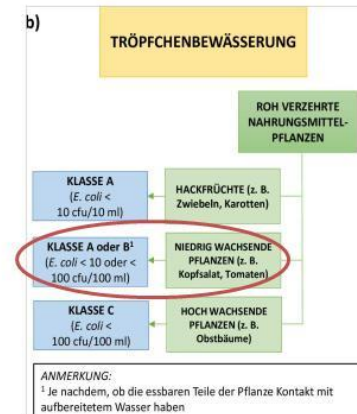 b)
TRÖPFCHENBEWÄSSERUNG
ROH VERZEHRTE
NAHRUNGSMITTEL-
PFLANZEN
KLASSE A
(E. coli <
10 cfu/10 ml)
HACKFRÜCHTE (z. B.
Zwiebeln, Karotten)
KLASSE A oder B¹
(E. coli < 10 oder <
100 cfu/100 ml)
NIEDRIG WACHSENDE
PFLANZEN (z. B.
Kopfsalat, Tomaten)
KLASSE C
(E. coli <
100 cfu/100 ml)
HOCH WACHSENDE
PFLANZEN (z. B.
Obstbäume)
ANMERKUNG:
¹ Je nachdem, ob die essbaren Teile der Pflanze Kontakt mit
aufbereitetem Wasser haben